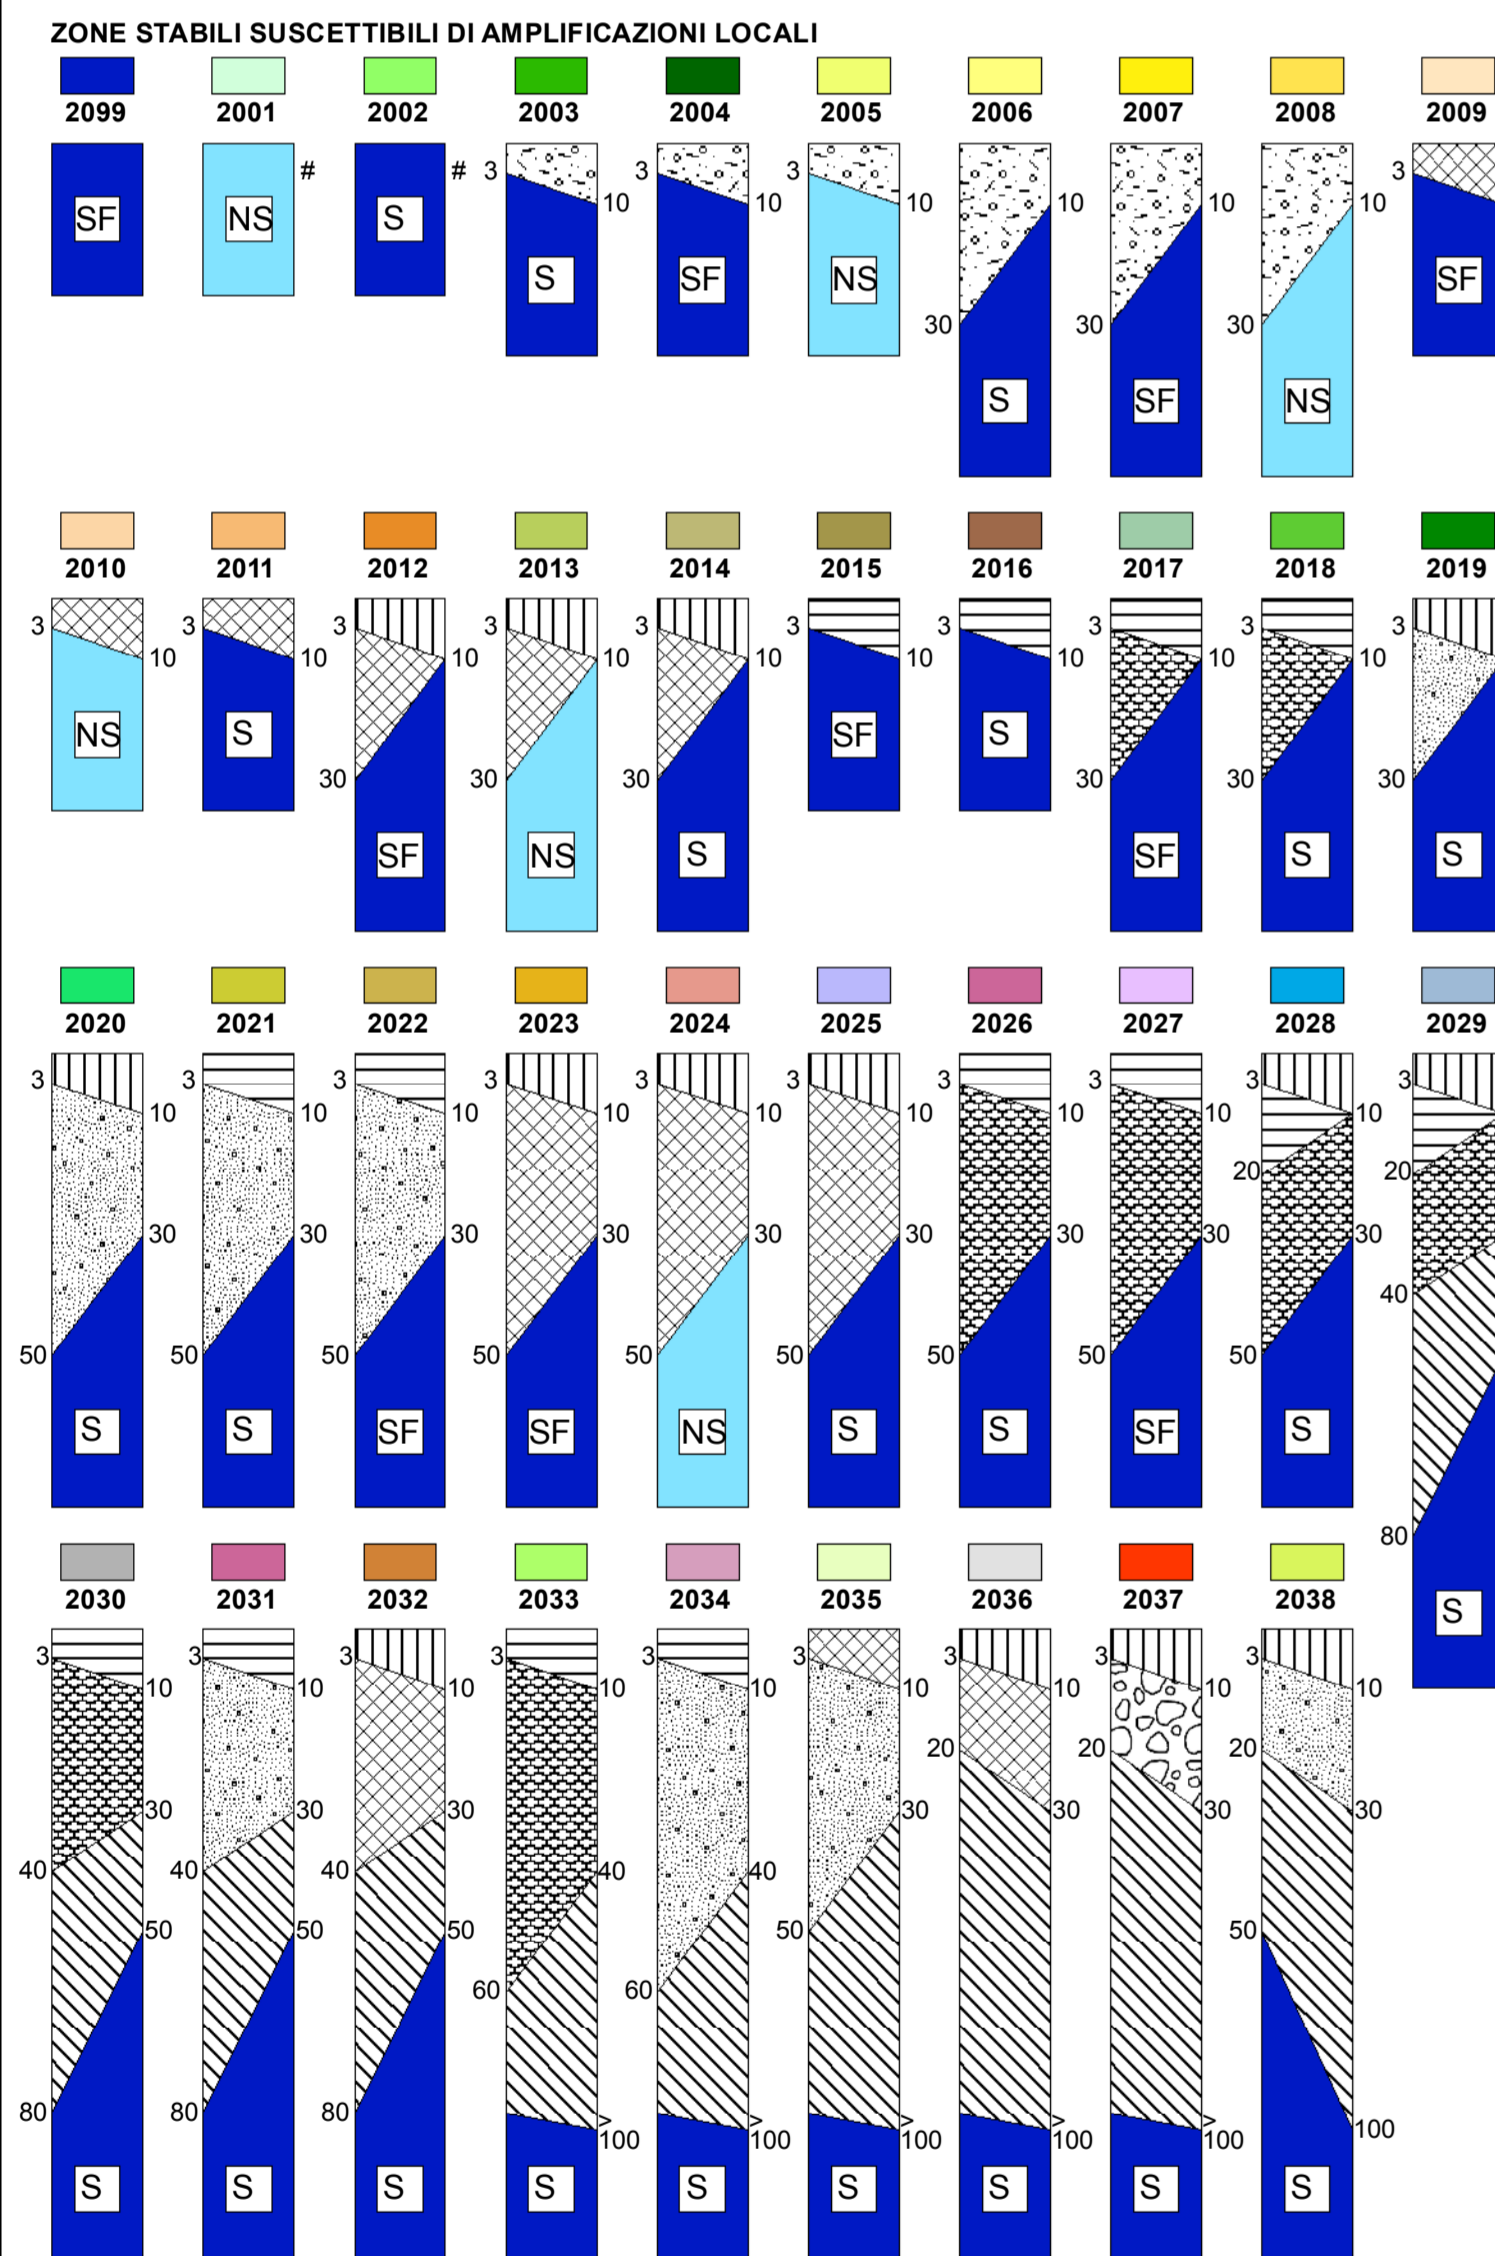 ZONE STABILI SUSCETTIBILI DI AMPLIFICAZIONI LOCALI
2099 2001 2002 2003 2004 2005 2006 2007 2008 2009
# # 3 3 3 3
SF NS S 10 10 10 10 10 10
S SF NS SF
30 30 30
S SF NS
2010 2011 2012 2013 2014 2015 2016 2017 2018 2019
3 3 3 3 3 3 3 3 3 3
10 10 10 10 10 10 10 10 10
NS S SF S
30 30 30 30 30 30
SF NS S SF S S
2020 2021 2022 2023 2024 2025 2026 2027 2028 2029
3 3 3 3 3 3 3 3 3 3
10 10 10 10 10 10 10 10 10
20 20
30 30 30 30 30 30 30 30 30
40
50 50 50 50 50 50 50 50 50
S S SF SF NS S S SF S
80
2030 2031 2032 2033 2034 2035 2036 2037 2038
S
3 3 3 3 3 3 3 3 3
10 10 10 10 10 10 10 10 10
20 20 20
30 30 30 30 30 30 30
40 40 40 40 40
50 50 50 50 50
60 60
80 80 80 > > > > >
100 100 100 100 100 100
S S S S S S S S S